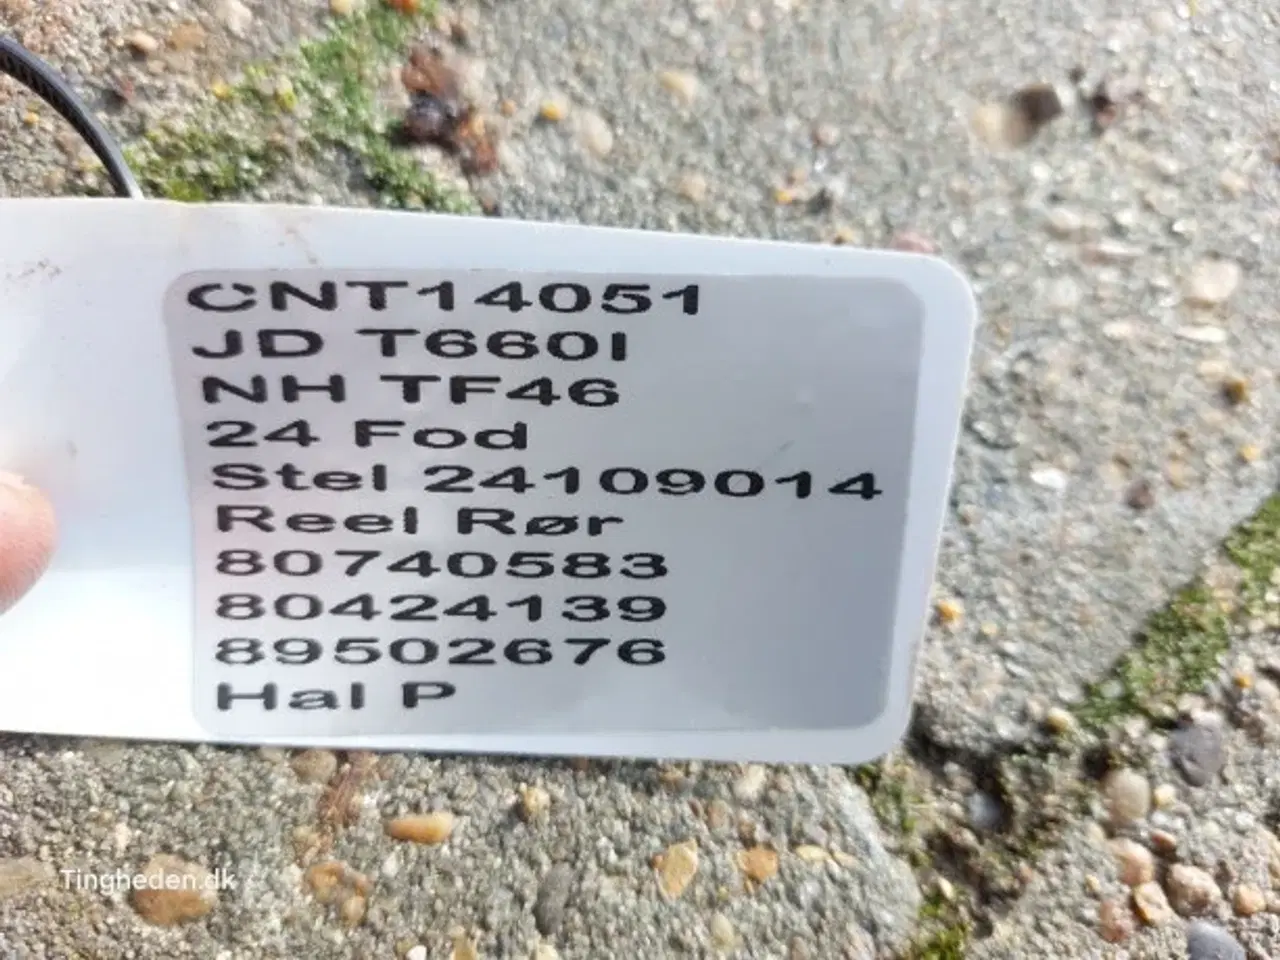 CNT14051
JD T660I
NH TF46
24 Fod
Stel 24109014
Reel Rør
80740583
80424139
89502676
Hal P
Tingheden.dk